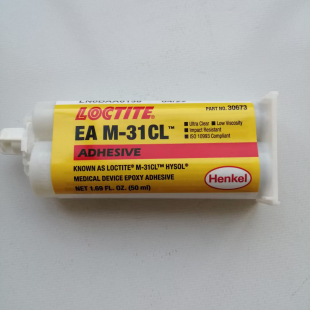 LOCTITE®
PART NO. 30673
EA M-31CL™
▪ Ultra Clear ▪ Low Viscosity
▪ Impact Resistant
▪ ISO 10993 Compliant
ADHESIVE
KNOWN AS LOCTITE® M-31CL™ HYSOL®
MEDICAL DEVICE EPOXY ADHESIVE
NET 1.69 FL. OZ. (50 ml)
Henkel